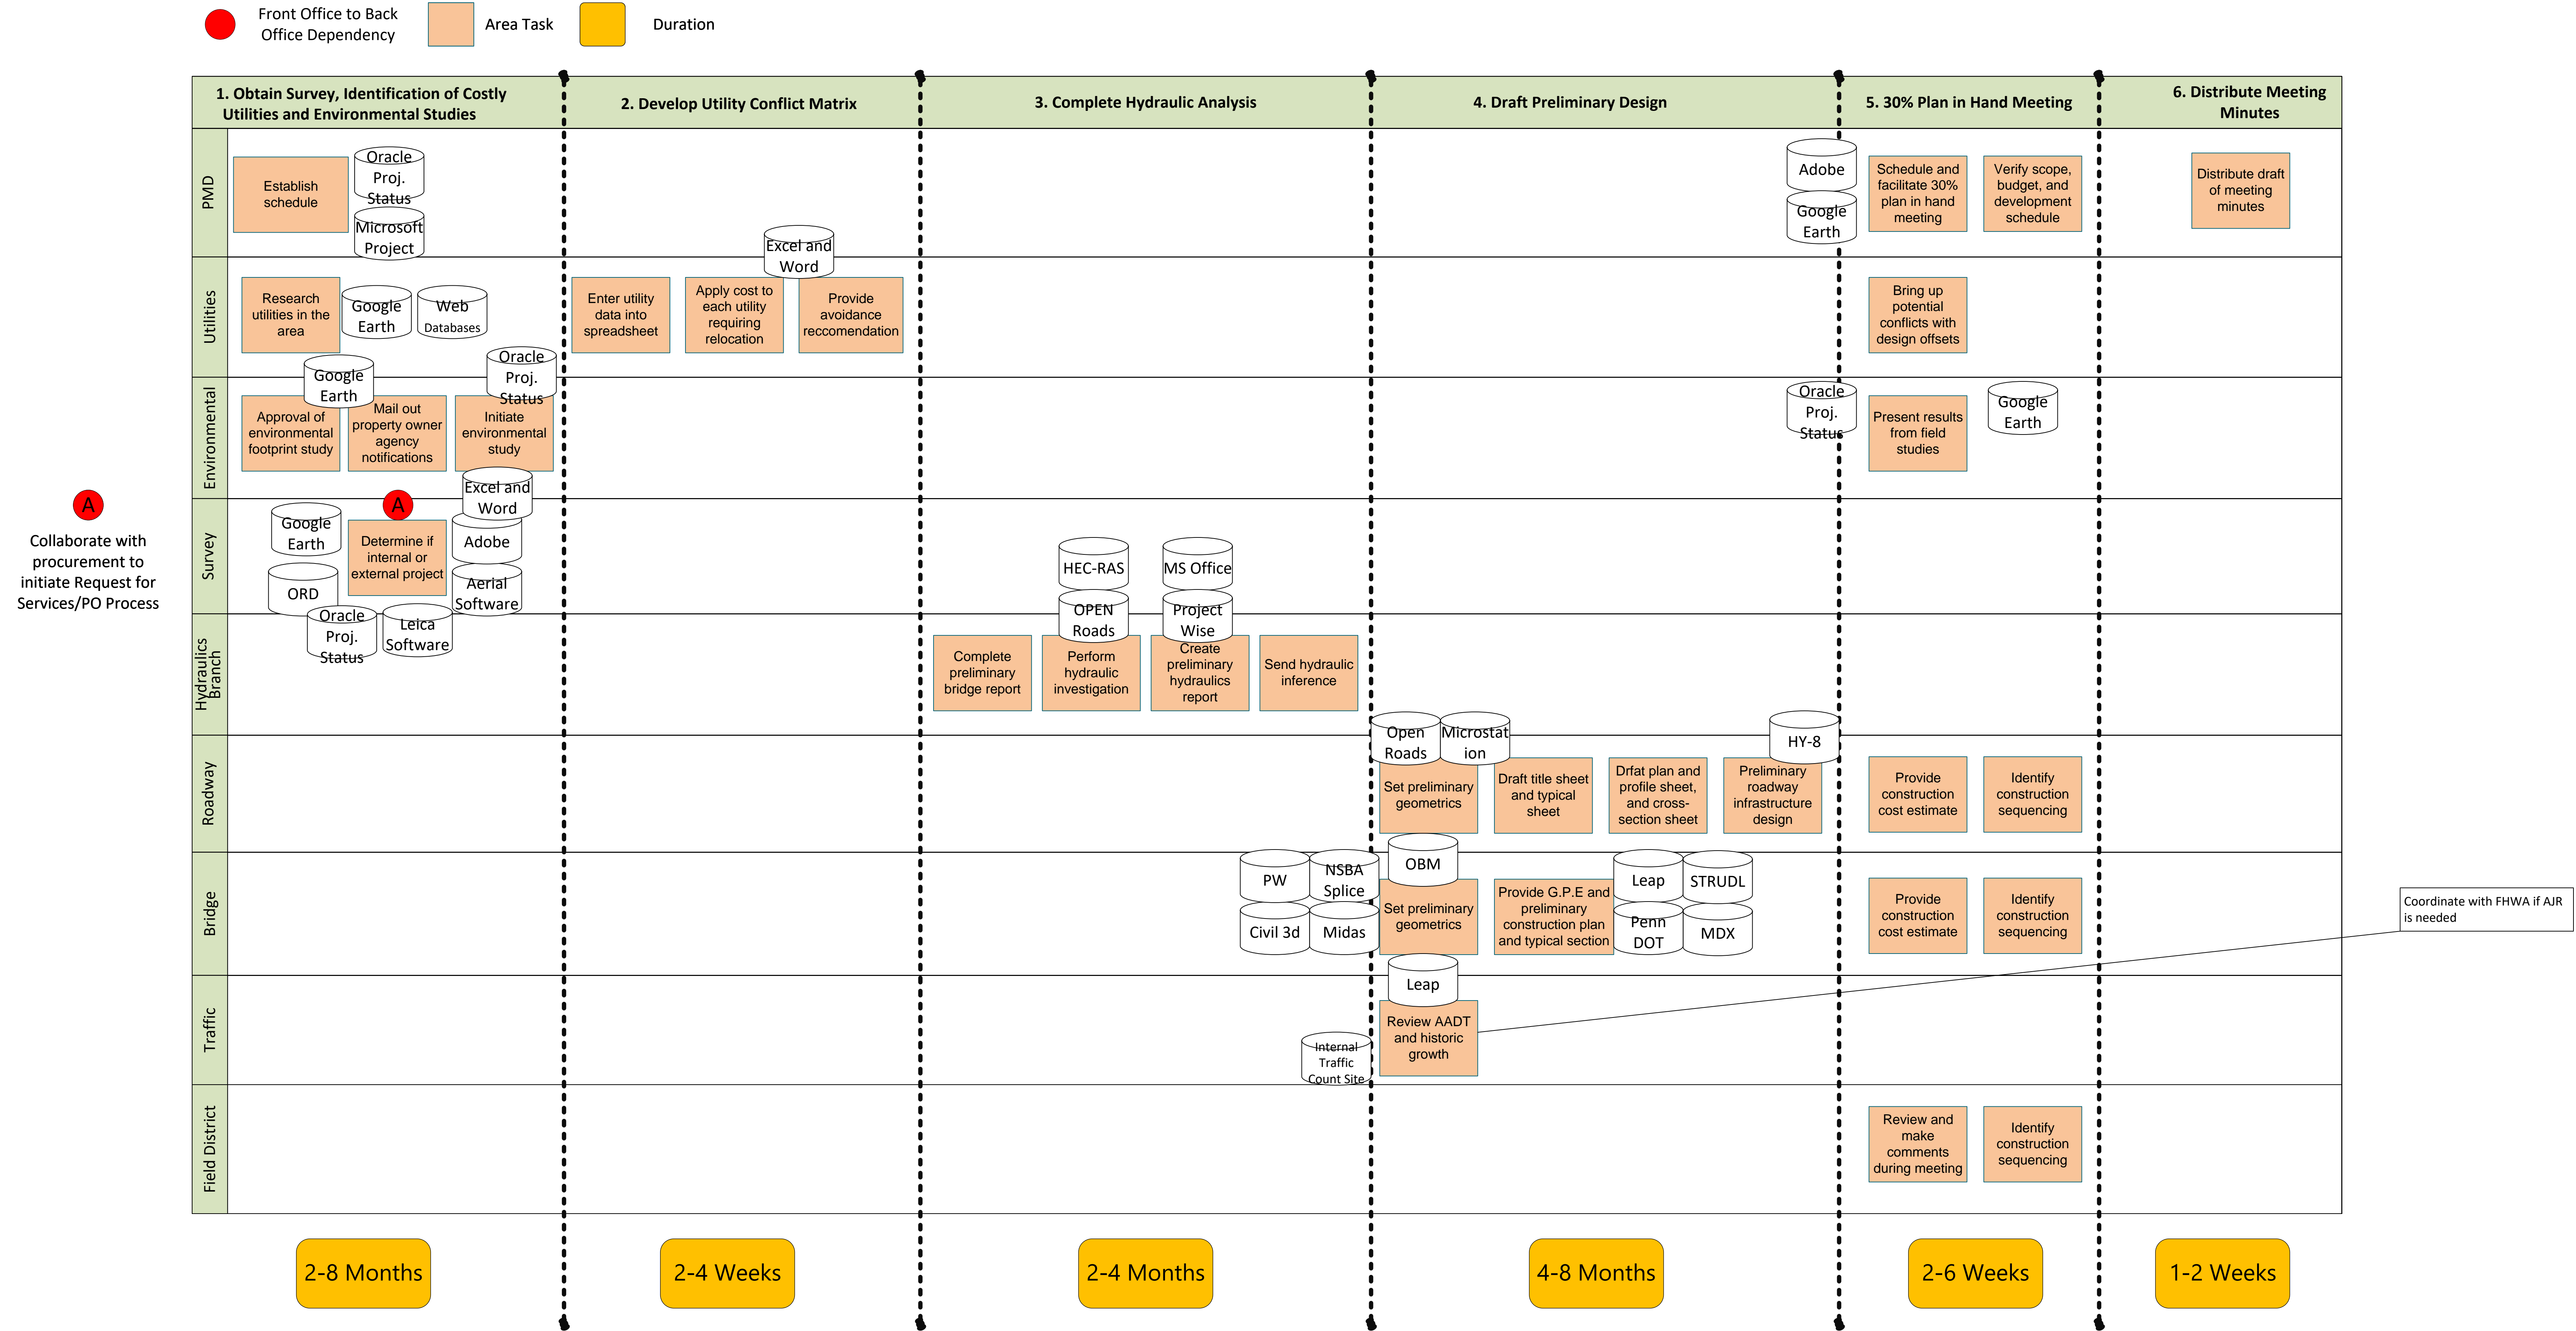 Front Office to Back
Office Dependency
Area Task
Duration
1. Obtain Survey, Identification of Costly
Utilities and Environmental Studies
2. Develop Utility Conflict Matrix
3. Complete Hydraulic Analysis
4. Draft Preliminary Design
5. 30% Plan in Hand Meeting
6. Distribute Meeting
Minutes
PMD
Establish
schedule
Oracle
Proj.
Status
Microsoft
Project
Adobe
Google
Earth
Schedule and
facilitate 30%
plan in hand
meeting
Verify scope,
budget, and
development
schedule
Distribute draft
of meeting
minutes
Utilities
Research
utilities in the
area
Google
Earth
Web
Databases
Enter utility
data into
spreadsheet
Apply cost to
each utility
requiring
relocation
Excel and
Word
Provide
avoidance
reccomendation
Bring up
potential
conflicts with
design offsets
Environmental
Google
Earth
Approval of
environmental
footprint study
Mail out
property owner
agency
notifications
Oracle
Proj.
Status
Initiate
environmental
study
Oracle
Proj.
Status
Present results
from field
studies
Google
Earth
A
Collaborate with
procurement to
initiate Request for
Services/PO Process
Survey
Google
Earth
ORD
A
Determine if
internal or
external project
Excel and
Word
Adobe
Aerial
Software
Oracle
Proj.
Status
Leica
Software
HEC-RAS
MS Office
OPEN
Roads
Project
Wise
Hydraulics
Branch
Complete
preliminary
bridge report
Perform
hydraulic
investigation
Create
preliminary
hydraulics
report
Send hydraulic
inference
Roadway
Open
Roads
Microstat
ion
HY-8
Set preliminary
geometrics
Draft title sheet
and typical
sheet
Drfat plan and
profile sheet,
and cross-
section sheet
Preliminary
roadway
infrastructure
design
Provide
construction
cost estimate
Identify
construction
sequencing
Bridge
PW
NSBA
Splice
Civil 3d
Midas
OBM
Set preliminary
geometrics
Provide G.P.E and
preliminary
construction plan
and typical section
Leap
STRUDL
Penn
DOT
MDX
Provide
construction
cost estimate
Identify
construction
sequencing
Coordinate with FHWA if AJR
is needed
Traffic
Internal
Traffic
Count Site
Leap
Review AADT
and historic
growth
Field District
Review and
make
comments
during meeting
Identify
construction
sequencing
2-8 Months
2-4 Weeks
2-4 Months
4-8 Months
2-6 Weeks
1-2 Weeks